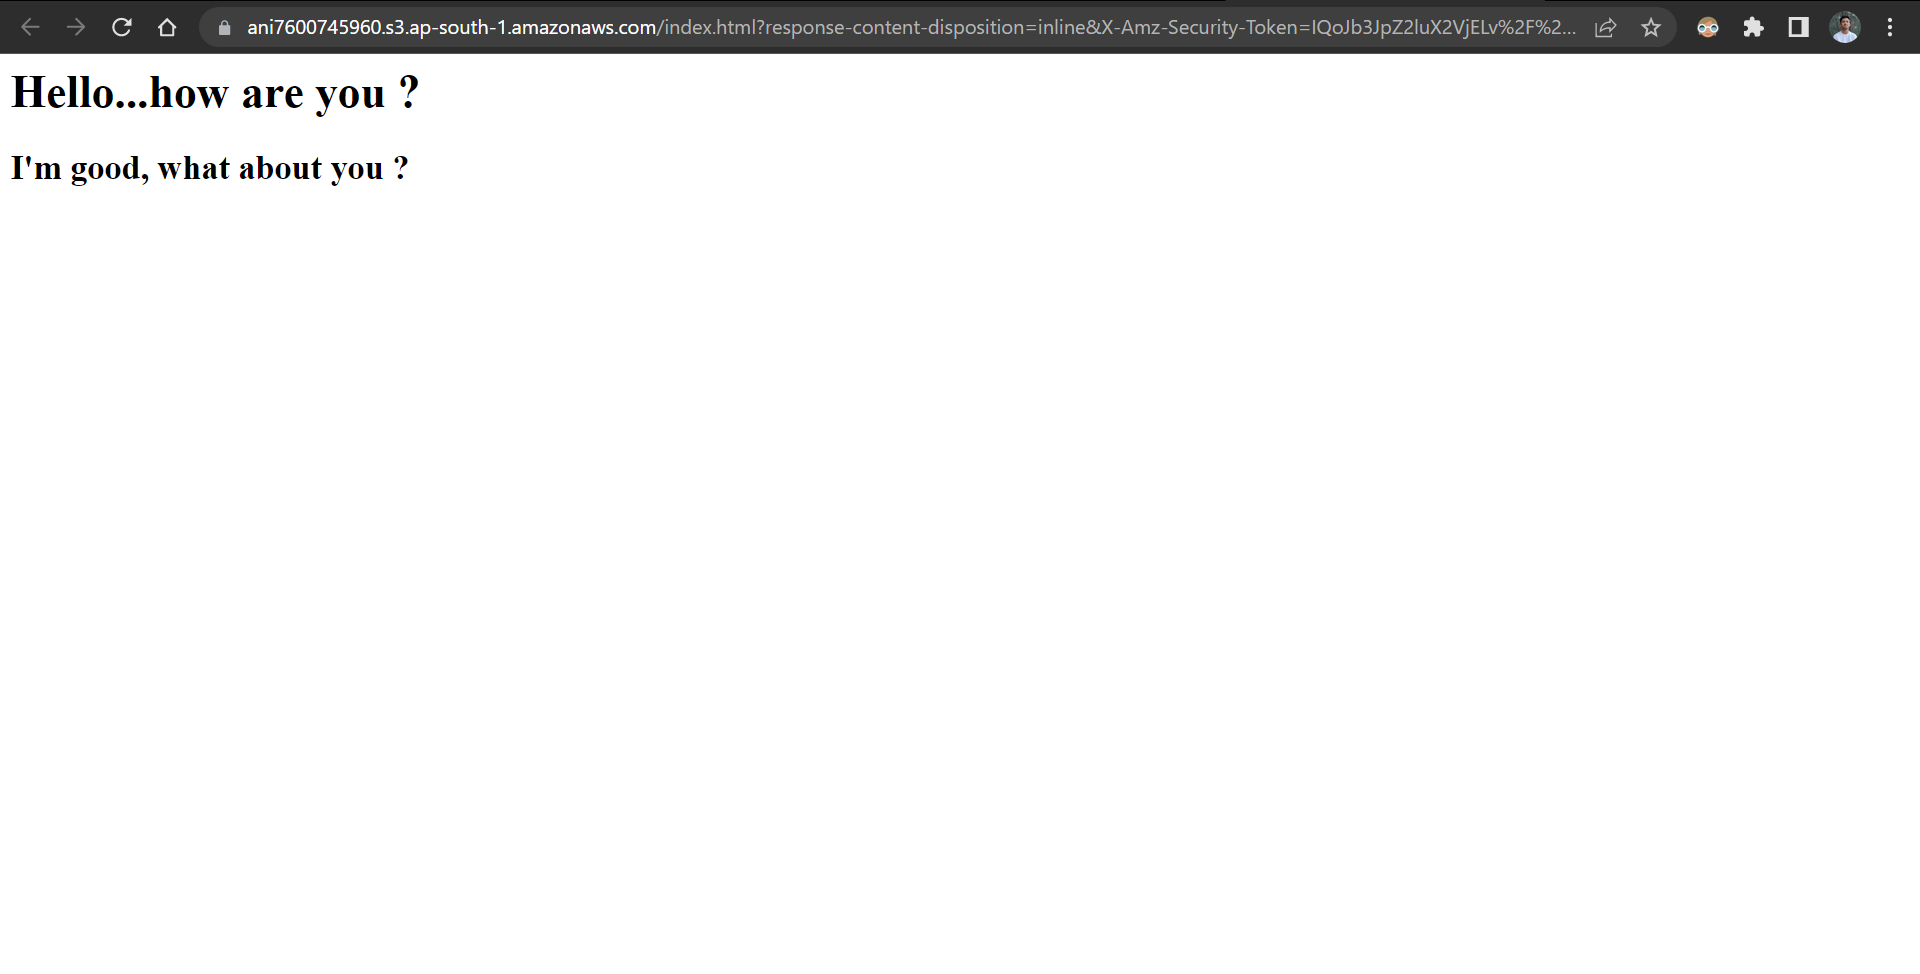 ani7600745960.s3.ap-south-1.amazonaws.com/index.html?response-content-disposition=inline&X-Amz-Security-Token=IQoJb3JpZ2luX2VjELv%2F%2...
Hello...how are you ?
I'm good, what about you ?